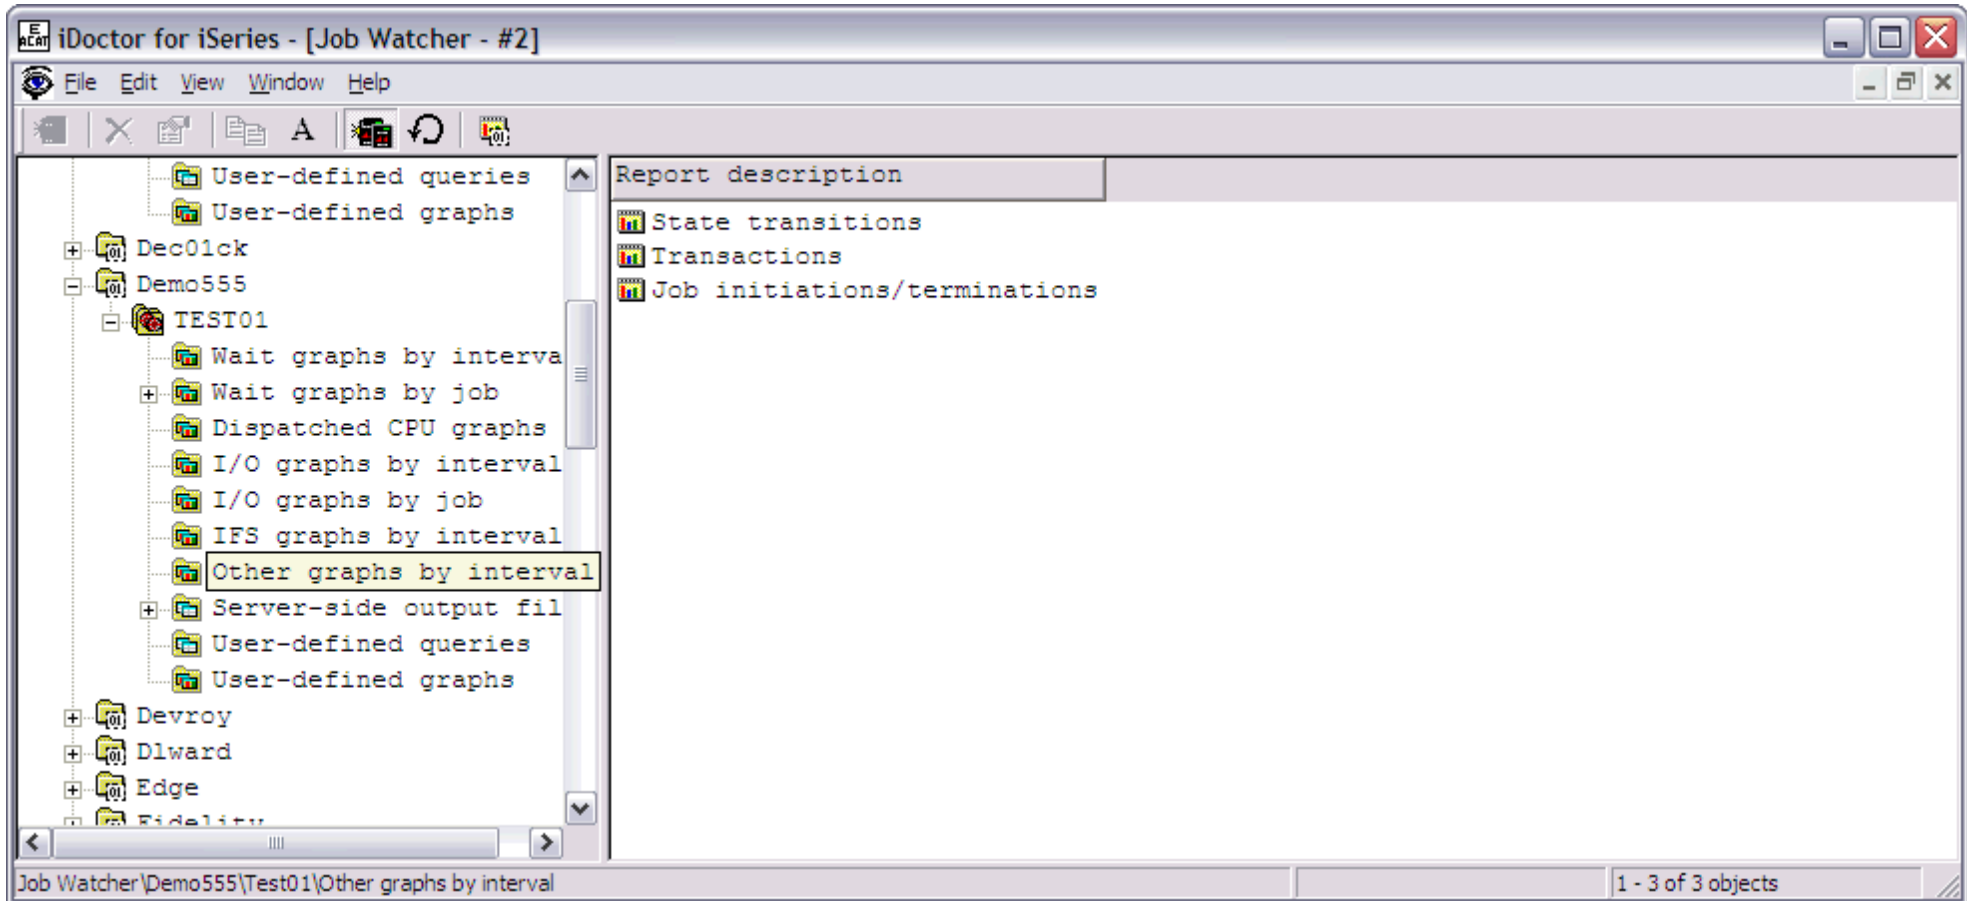 iDoctor for iSeries - [Job Watcher - #2]
File Edit View Window Help
A
User-defined queries
User-defined graphs
Dec01ck
Demo555
TEST01
Wait graphs by interva
Wait graphs by job
Dispatched CPU graphs
I/O graphs by interval
I/O graphs by job
IFS graphs by interval
Other graphs by interval
Server-side output fil
User-defined queries
User-defined graphs
Devroy
Dlward
Edge
Fidelity
Report description
State transitions
Transactions
Job initiations/terminations
Job Watcher\Demo555\Test01\Other graphs by interval
1 - 3 of 3 objects